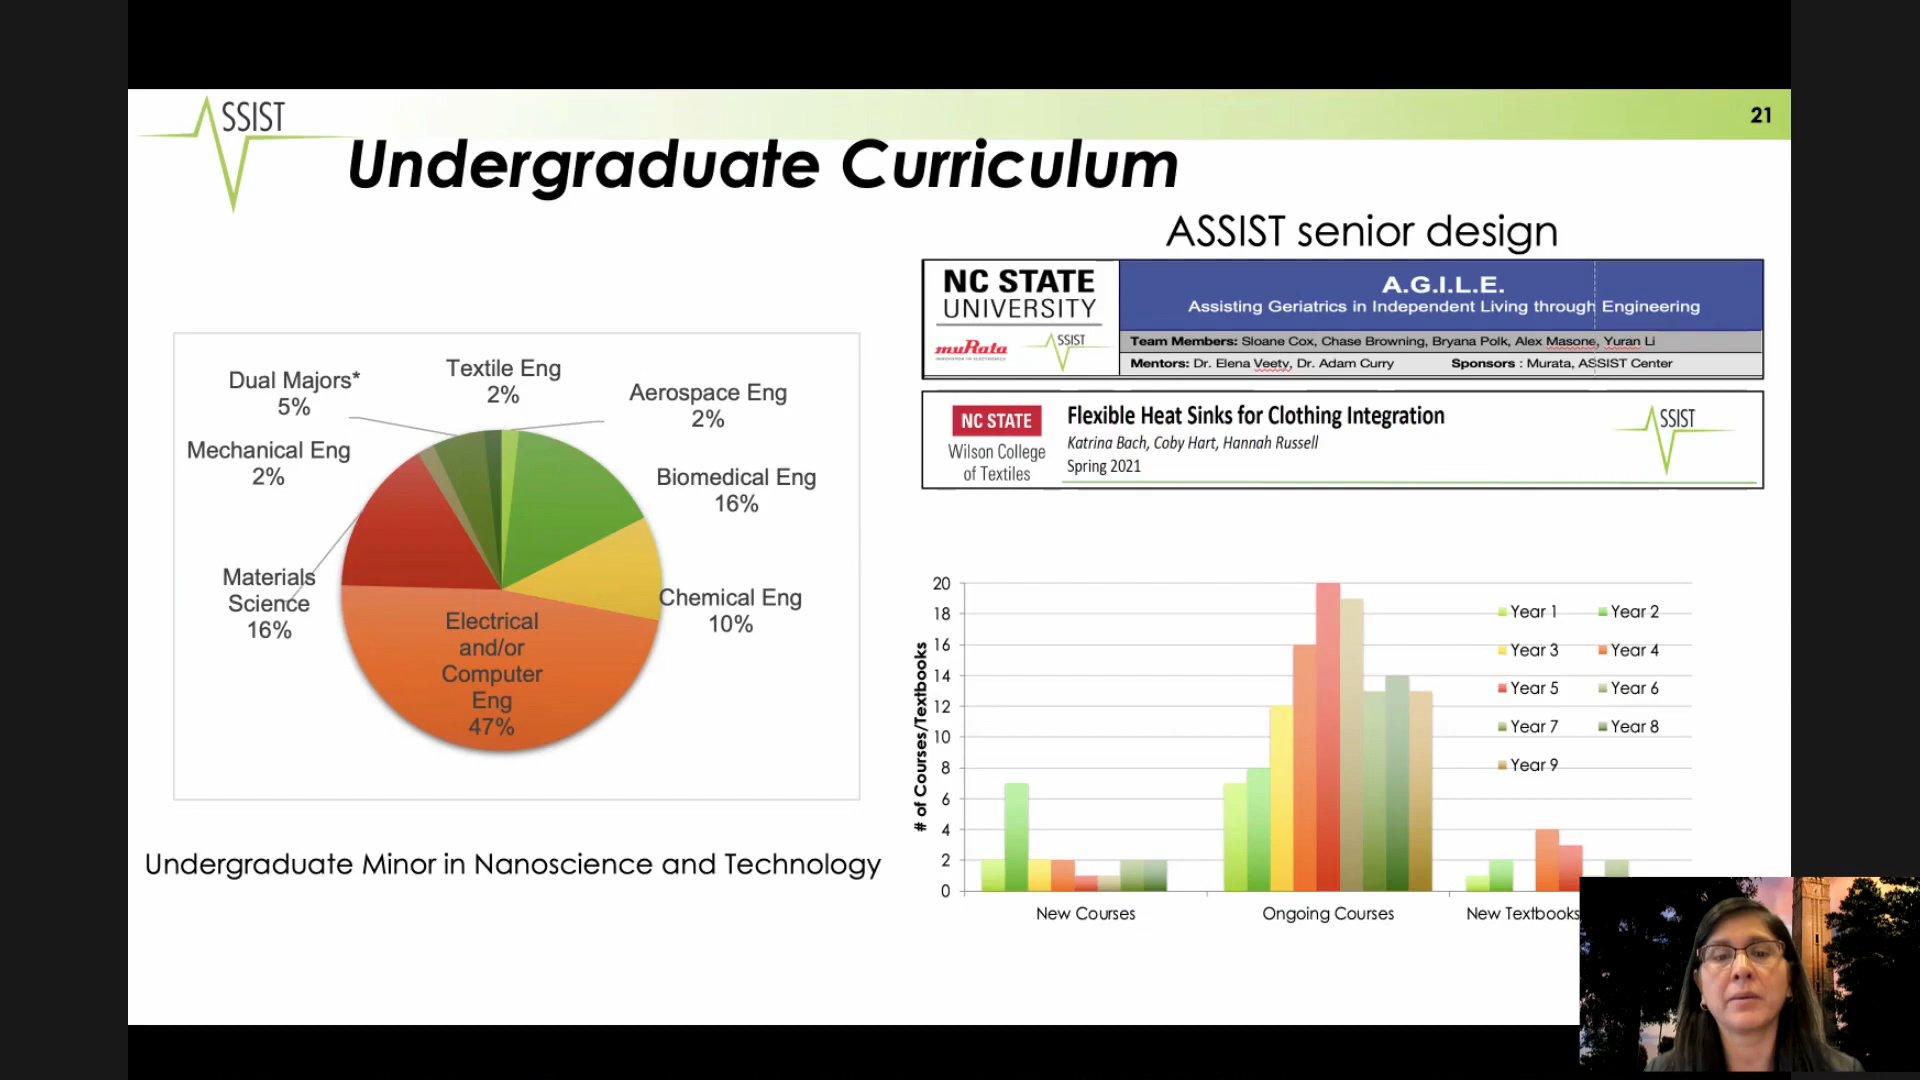 SSIST
21
Undergraduate Curriculum
ASSIST senior design
NC STATE
UNIVERSITY
muRata
INNOVATOR IN ELECTRONICS
SSIST
A.G.I.L.E.
Assisting Geriatrics in Independent Living through Engineering
Team Members: Sloane Cox, Chase Browning, Bryana Polk, Alex Masone, Yuran Li
Mentors: Dr. Elena Veety, Dr. Adam Curry
Sponsors : Murata, ASSIST Center
NC STATE
Wilson College
of Textiles
Flexible Heat Sinks for Clothing Integration
Katrina Bach, Coby Hart, Hannah Russell
Spring 2021
SSIST
Dual Majors*
5%
Textile Eng
2%
Aerospace Eng
2%
Mechanical Eng
2%
Biomedical Eng
16%
Materials
Science
16%
Chemical Eng
10%
Electrical
and/or
Computer
Eng
47%
Undergraduate Minor in Nanoscience and Technology
# of Courses/Textbooks
20
18
16
14
12
10
8
6
4
2
0
Year 1
Year 2
Year 3
Year 4
Year 5
Year 6
Year 7
Year 8
Year 9
New Courses
Ongoing Courses
New Textbooks